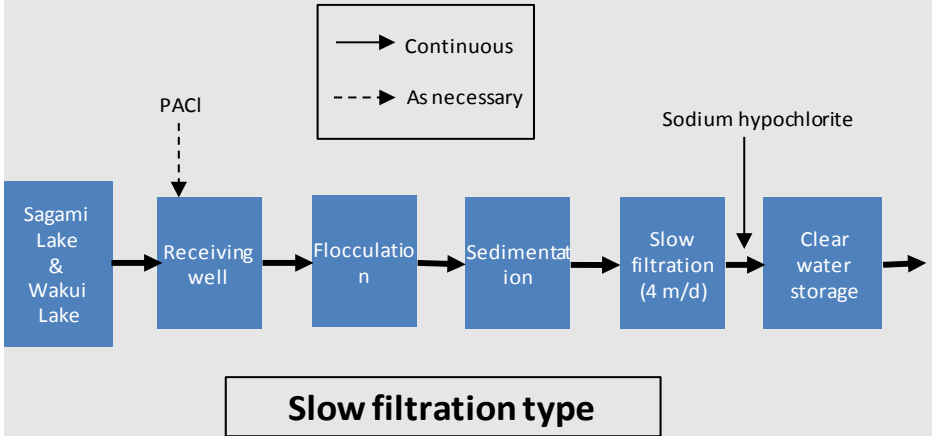 Continuous
As necessary
PACl
Sodium hypochlorite
Sagami
Lake
&
Wakui
Lake
Receiving
well
Flocculatio
n
Sedimentat
ion
Slow
filtration
(4 m/d)
Clear
water
storage
Slow filtration type